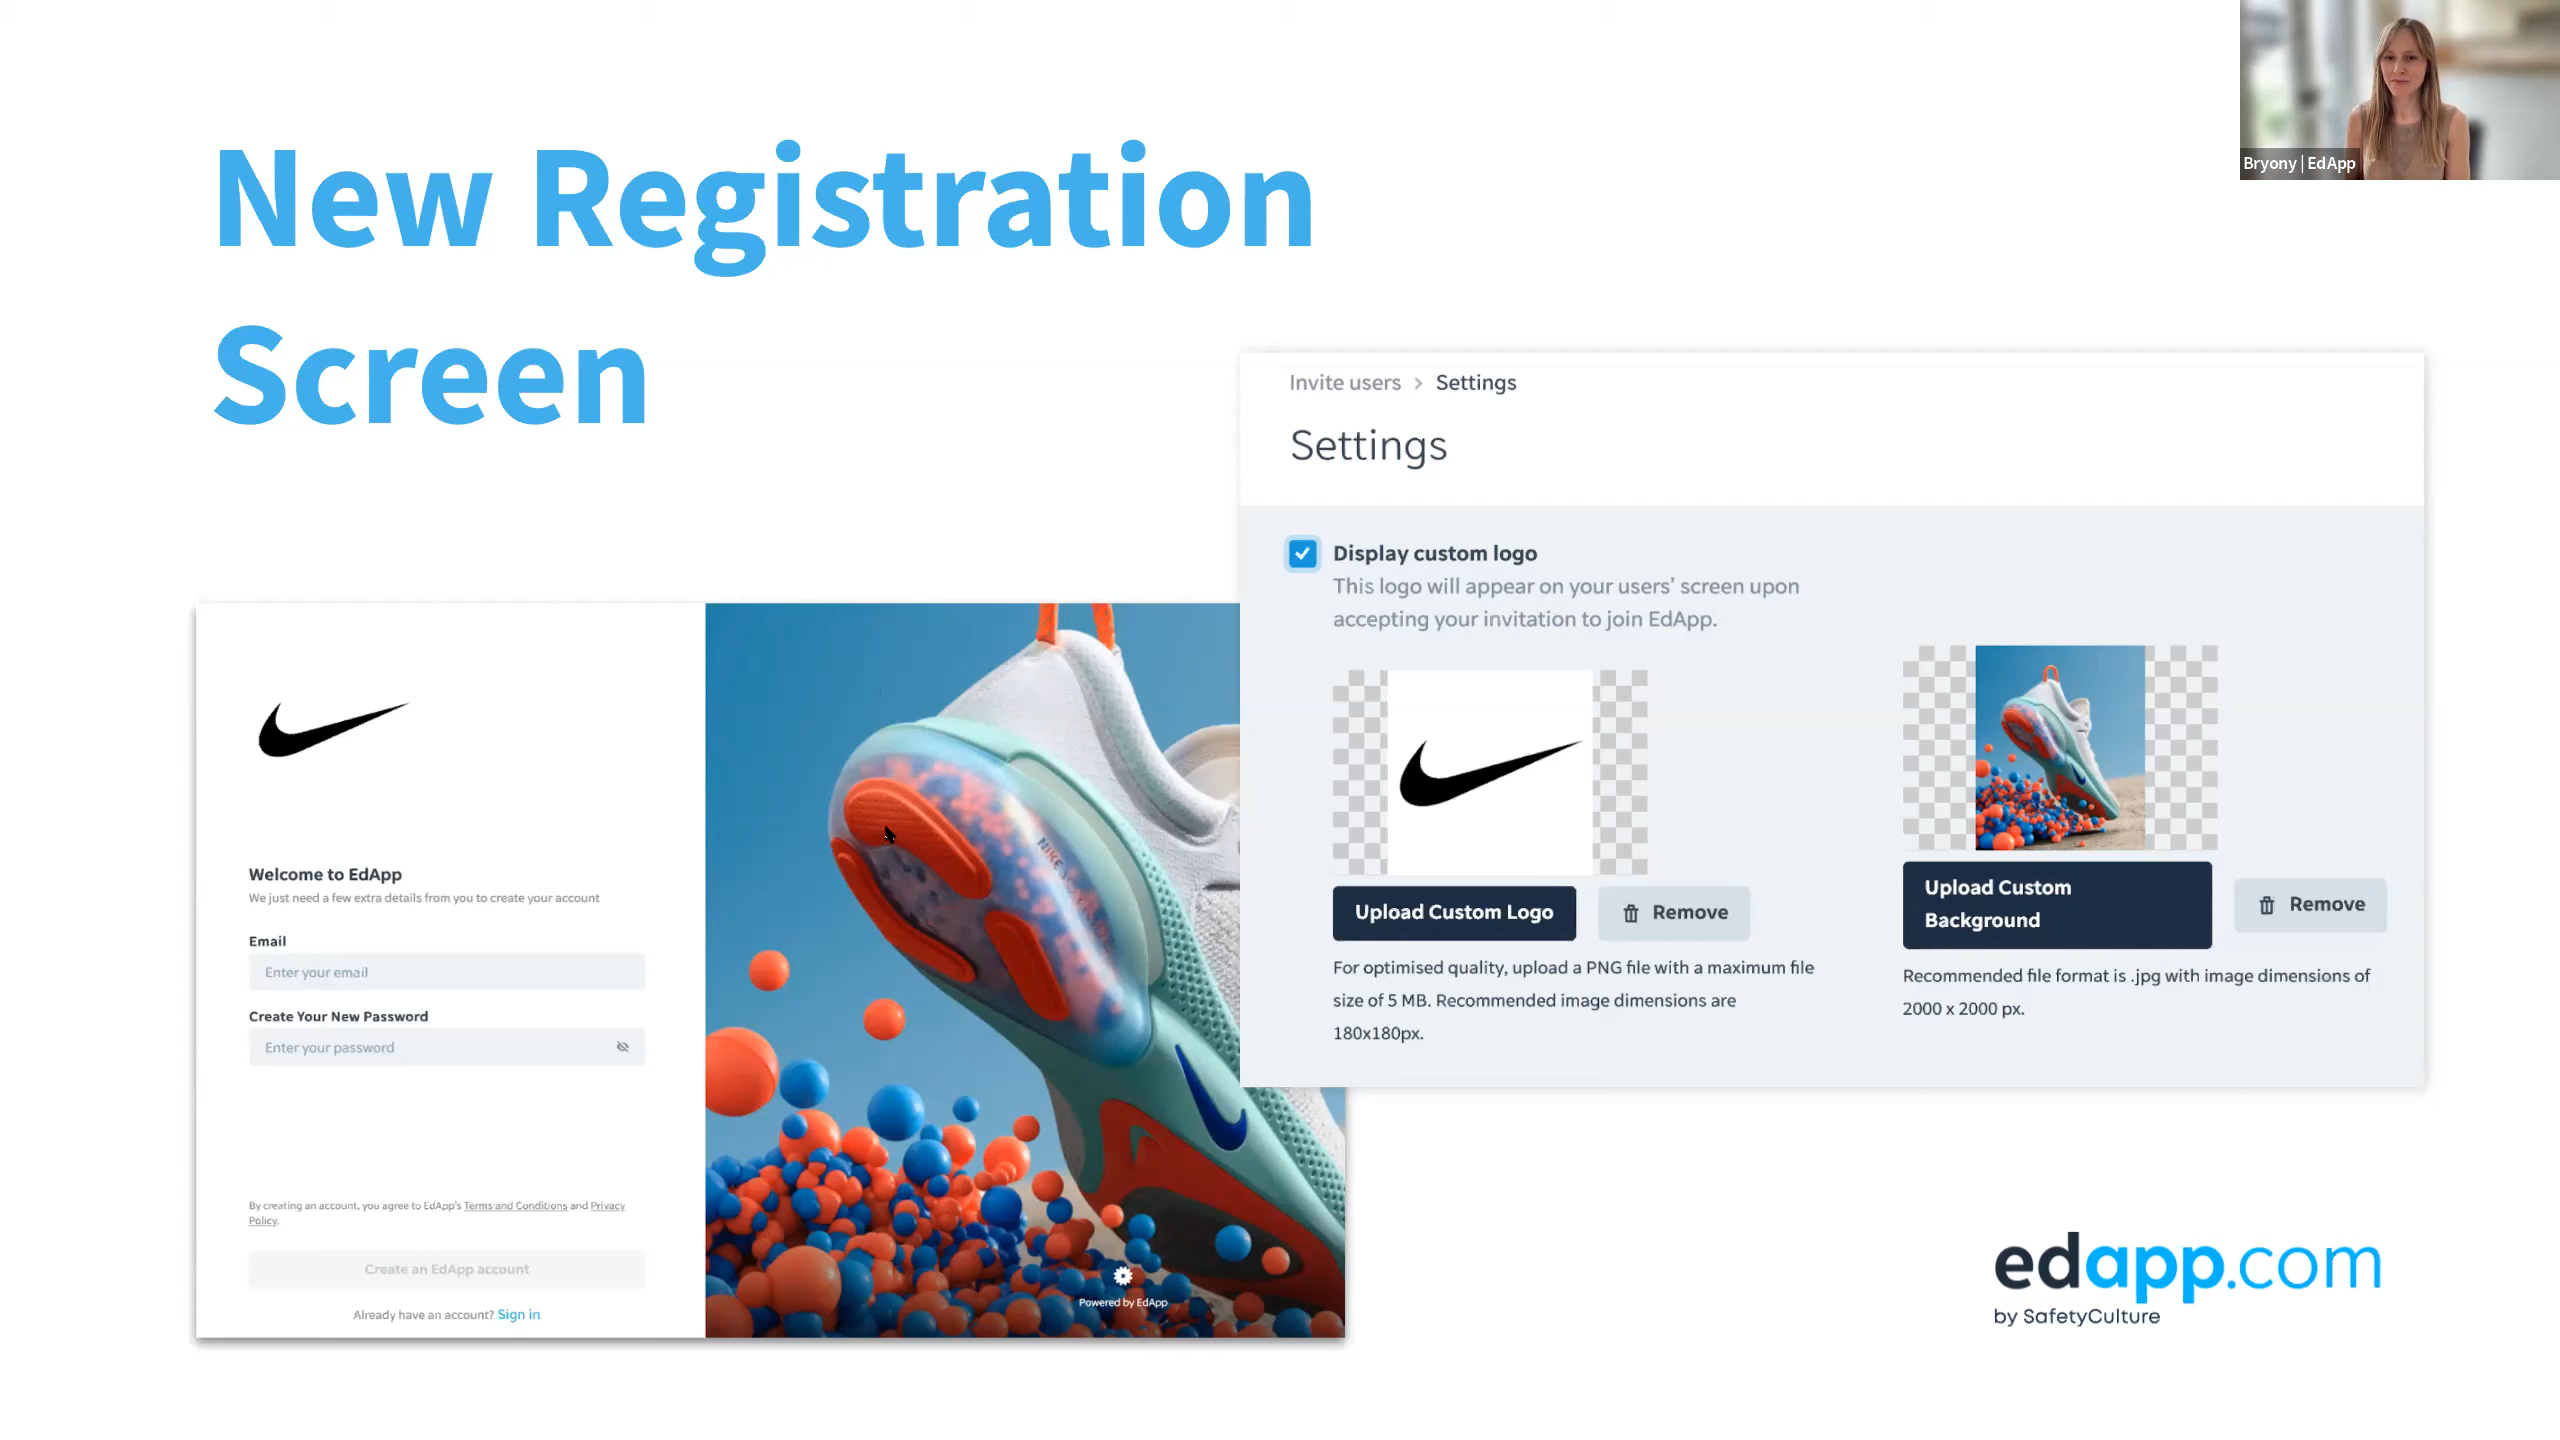 Bryony | EdApp
New Registration
Screen
Invite users > Settings
Settings
Display custom logo
This logo will appear on your users' screen upon
accepting your invitation to join EdApp.
Upload Custom Logo
Remove
For optimised quality, upload a PNG file with a maximum file
size of 5 MB. Recommended image dimensions are
180x180px.
Upload Custom
Background
Remove
Recommended file format is .jpg with image dimensions of
2000 x 2000 px.
Welcome to EdApp
We just need a few extra details from you to create your account
Email
Enter your email
Create Your New Password
Enter your password
By creating an account, you agree to EdApp's Terms and Conditions and Privacy
Policy.
Create an EdApp account
Already have an account? Sign in
Powered by EdApp
edapp.com
by SafetyCulture